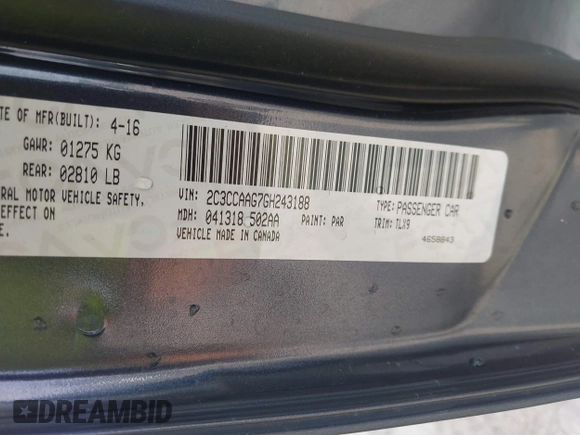 TE OF MFR(BUILT): 4-16
GAWR: 01275 KG
REAR: 02810 LB
RAL MOTOR VEHICLE SAFETY,
EFFECT ON
E.
VIN: 2C3CCAAG7GH243188
TYPE: PASSENGER CAR
MDH: 041318 502AA
PAINT: PAR
TRIM: TLX9
VEHICLE MADE IN CANADA
4658843
DREAMBID